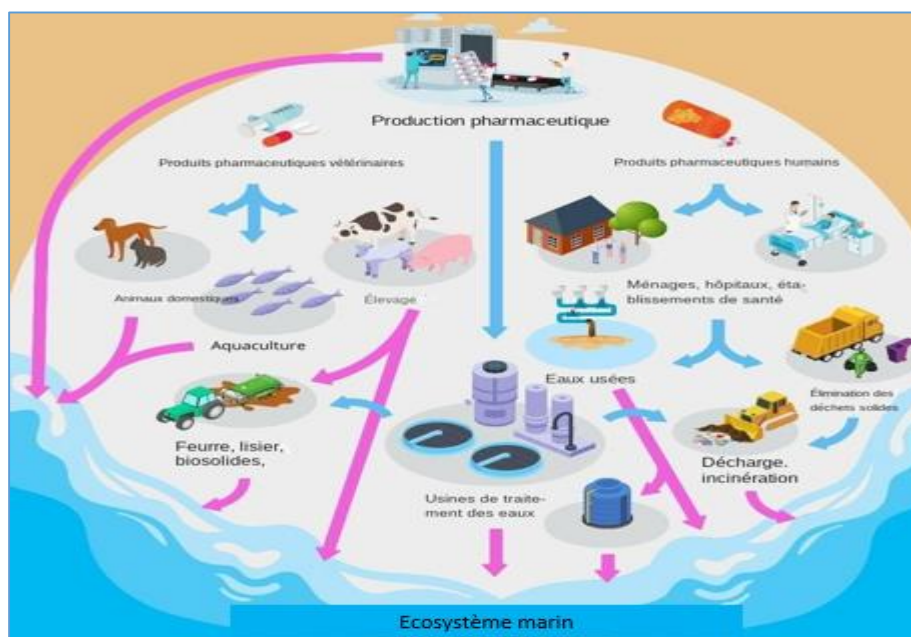 Production pharmaceutique
Produits pharmaceutiques vétérinaires
Produits pharmaceutiques humains
Animaux domestiques
Élevage
Ménages, hôpitaux, éta-
blissements de santé
Aquaculture
Eaux usées
Élimination des
déchets solides
Feurre, lisier,
biosolides,
Usines de traite-
ment des eaux
Décharge.
incinération
Ecosystème marin